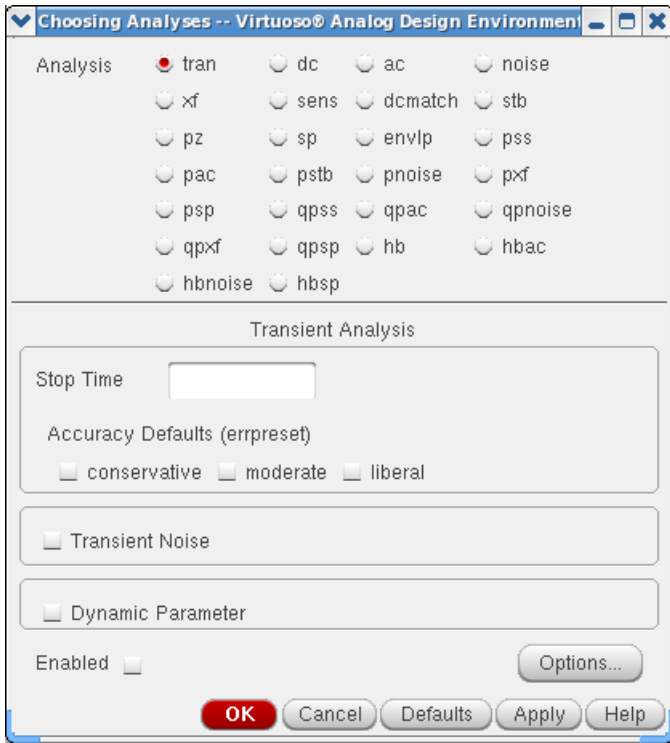 Choosing Analyses -- Virtuoso® Analog Design Environment
Analysis tran dc ac noise
xf sens dcmatch stb
pz sp envlp pss
pac pstb pnoise pxf
psp qpss qpac qpnoise
qpxf qpsp hb hbac
hbnoise hbsp
Transient Analysis
Stop Time
Accuracy Defaults (errpreset)
conservative moderate liberal
Transient Noise
Dynamic Parameter
Enabled Options...
OK Cancel Defaults Apply Help